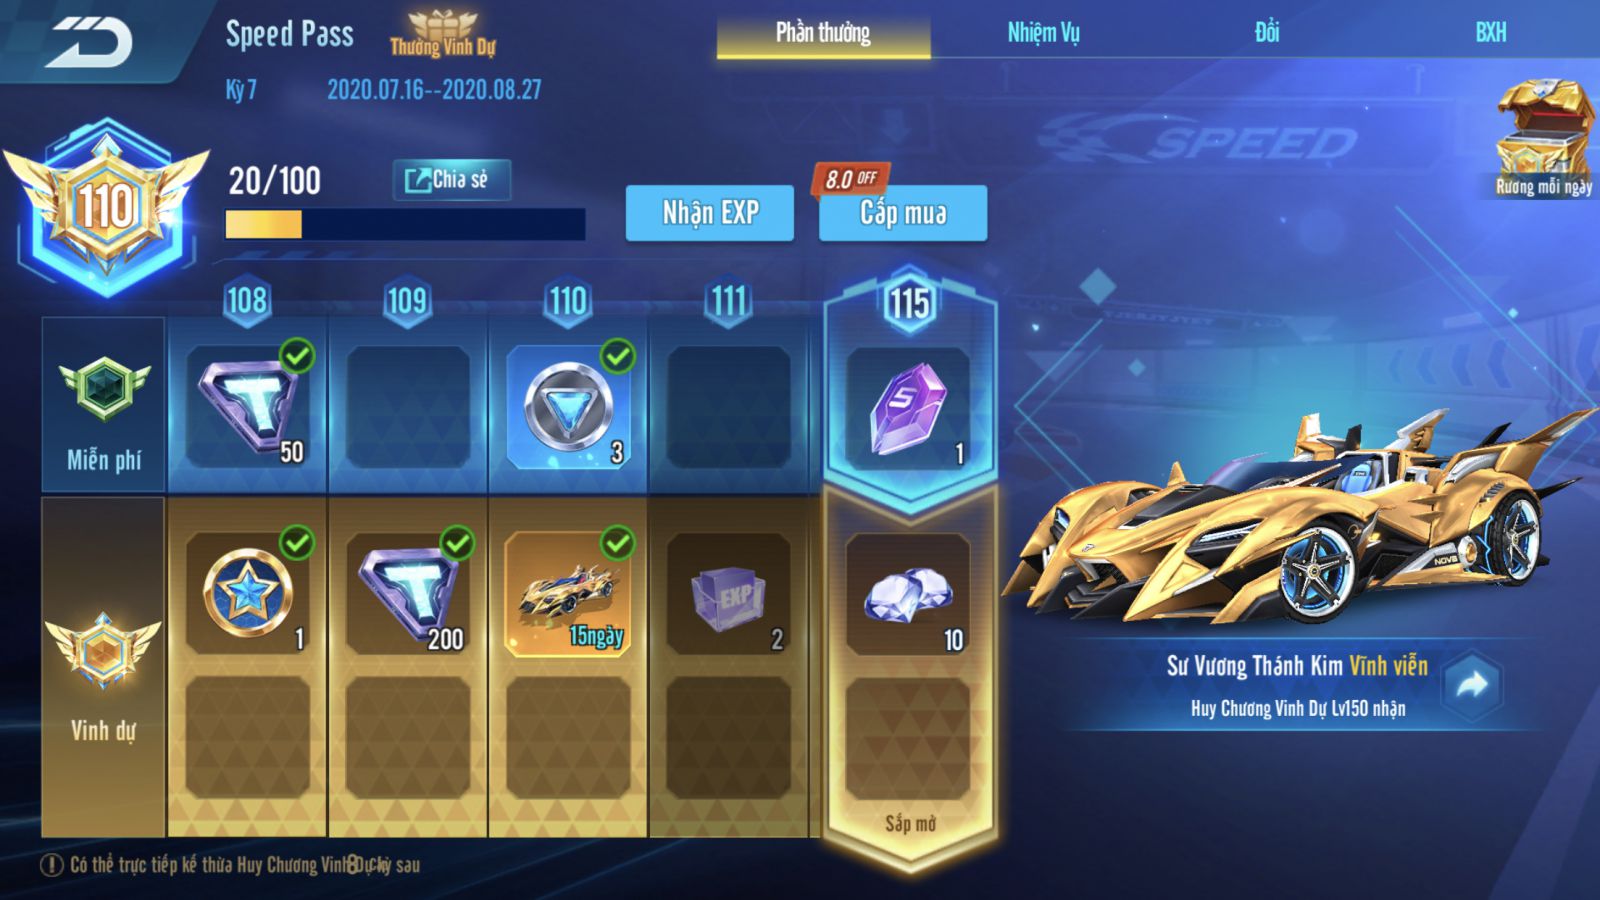 Speed Pass
Thưởng Vinh Dự
Phần thưởng
Nhiệm Vụ
Đổi
BXH
Kỳ 7
2020.07.16--2020.08.27
SPEED
110
20/100
Chia sẻ
Nhận EXP
8.0 OFF
Cấp mua
Rương mỗi ngày
108
109
110
111
115
Miễn phí
50
3
S
1
Vinh dự
1
200
15ngày
EXP
2
10
NOVS
Sắp mở
Sư Vương Thánh Kim Vĩnh viễn
Huy Chương Vinh Dự Lv150 nhận
Có thể trực tiếp kế thừa Huy Chương Vinh Dự kỳ sau